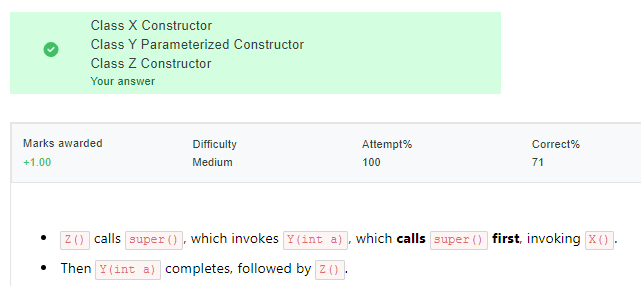 Class X Constructor
Class Y Parameterized Constructor
Class Z Constructor
Your answer
Marks awarded Difficulty Attempt% Correct%
+1.00 Medium 100 71
• Z() calls super(), which invokes Y(int a), which calls super() first, invoking X().
• Then Y(int a) completes, followed by Z().